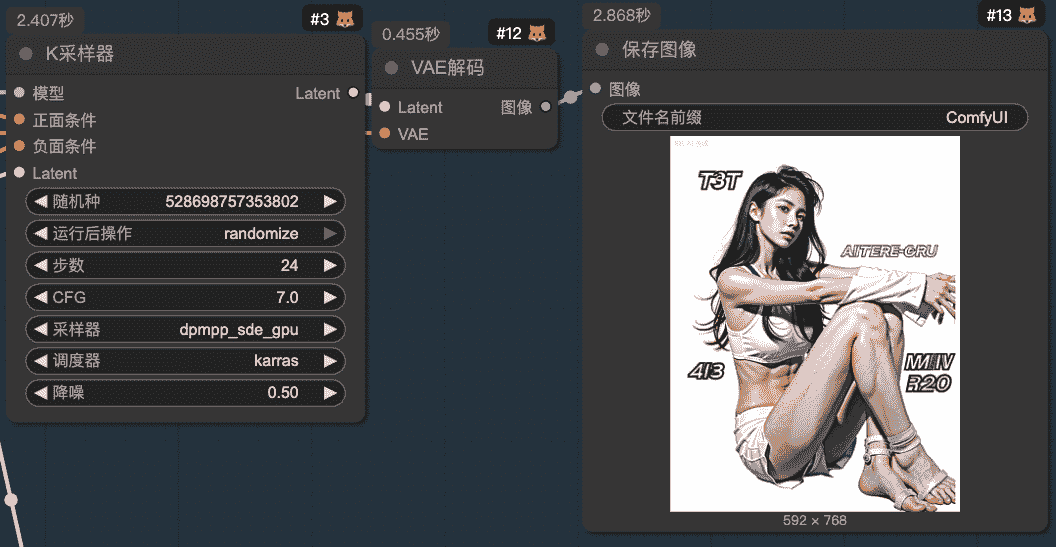 2.407秒
#3
K采样器
模型
Latent
正面条件
负面条件
Latent
随机种 528698757353802
运行后操作 randomize
步数 24
CFG 7.0
采样器 dpmpp_sde_gpu
调度器 karras
降噪 0.50
0.455秒
#12
VAE解码
Latent
图像
VAE
2.868秒
#13
保存图像
图像
文件名前缀 ComfyUI
T3T
AITERE-CRU
4I3
R2O
592 × 768